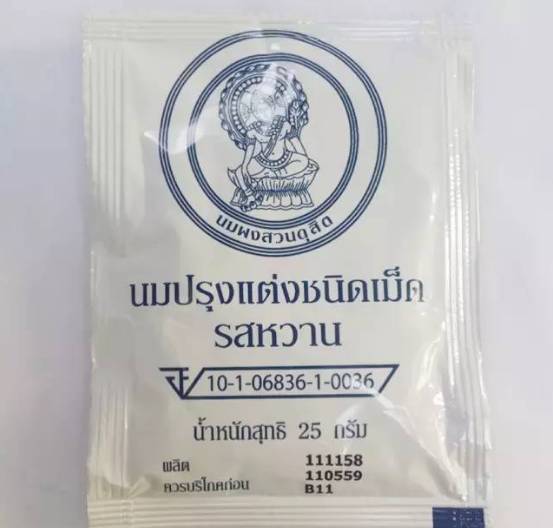 นมผงสวนดุสิต
นมปรุงแต่งชนิดเม็ด
รสหวาน
10-1-06836-1-0036
น้ำหนักสุทธิ 25 กรัม
ผลิต 111158
ควรบริโภคก่อน 110559
B11